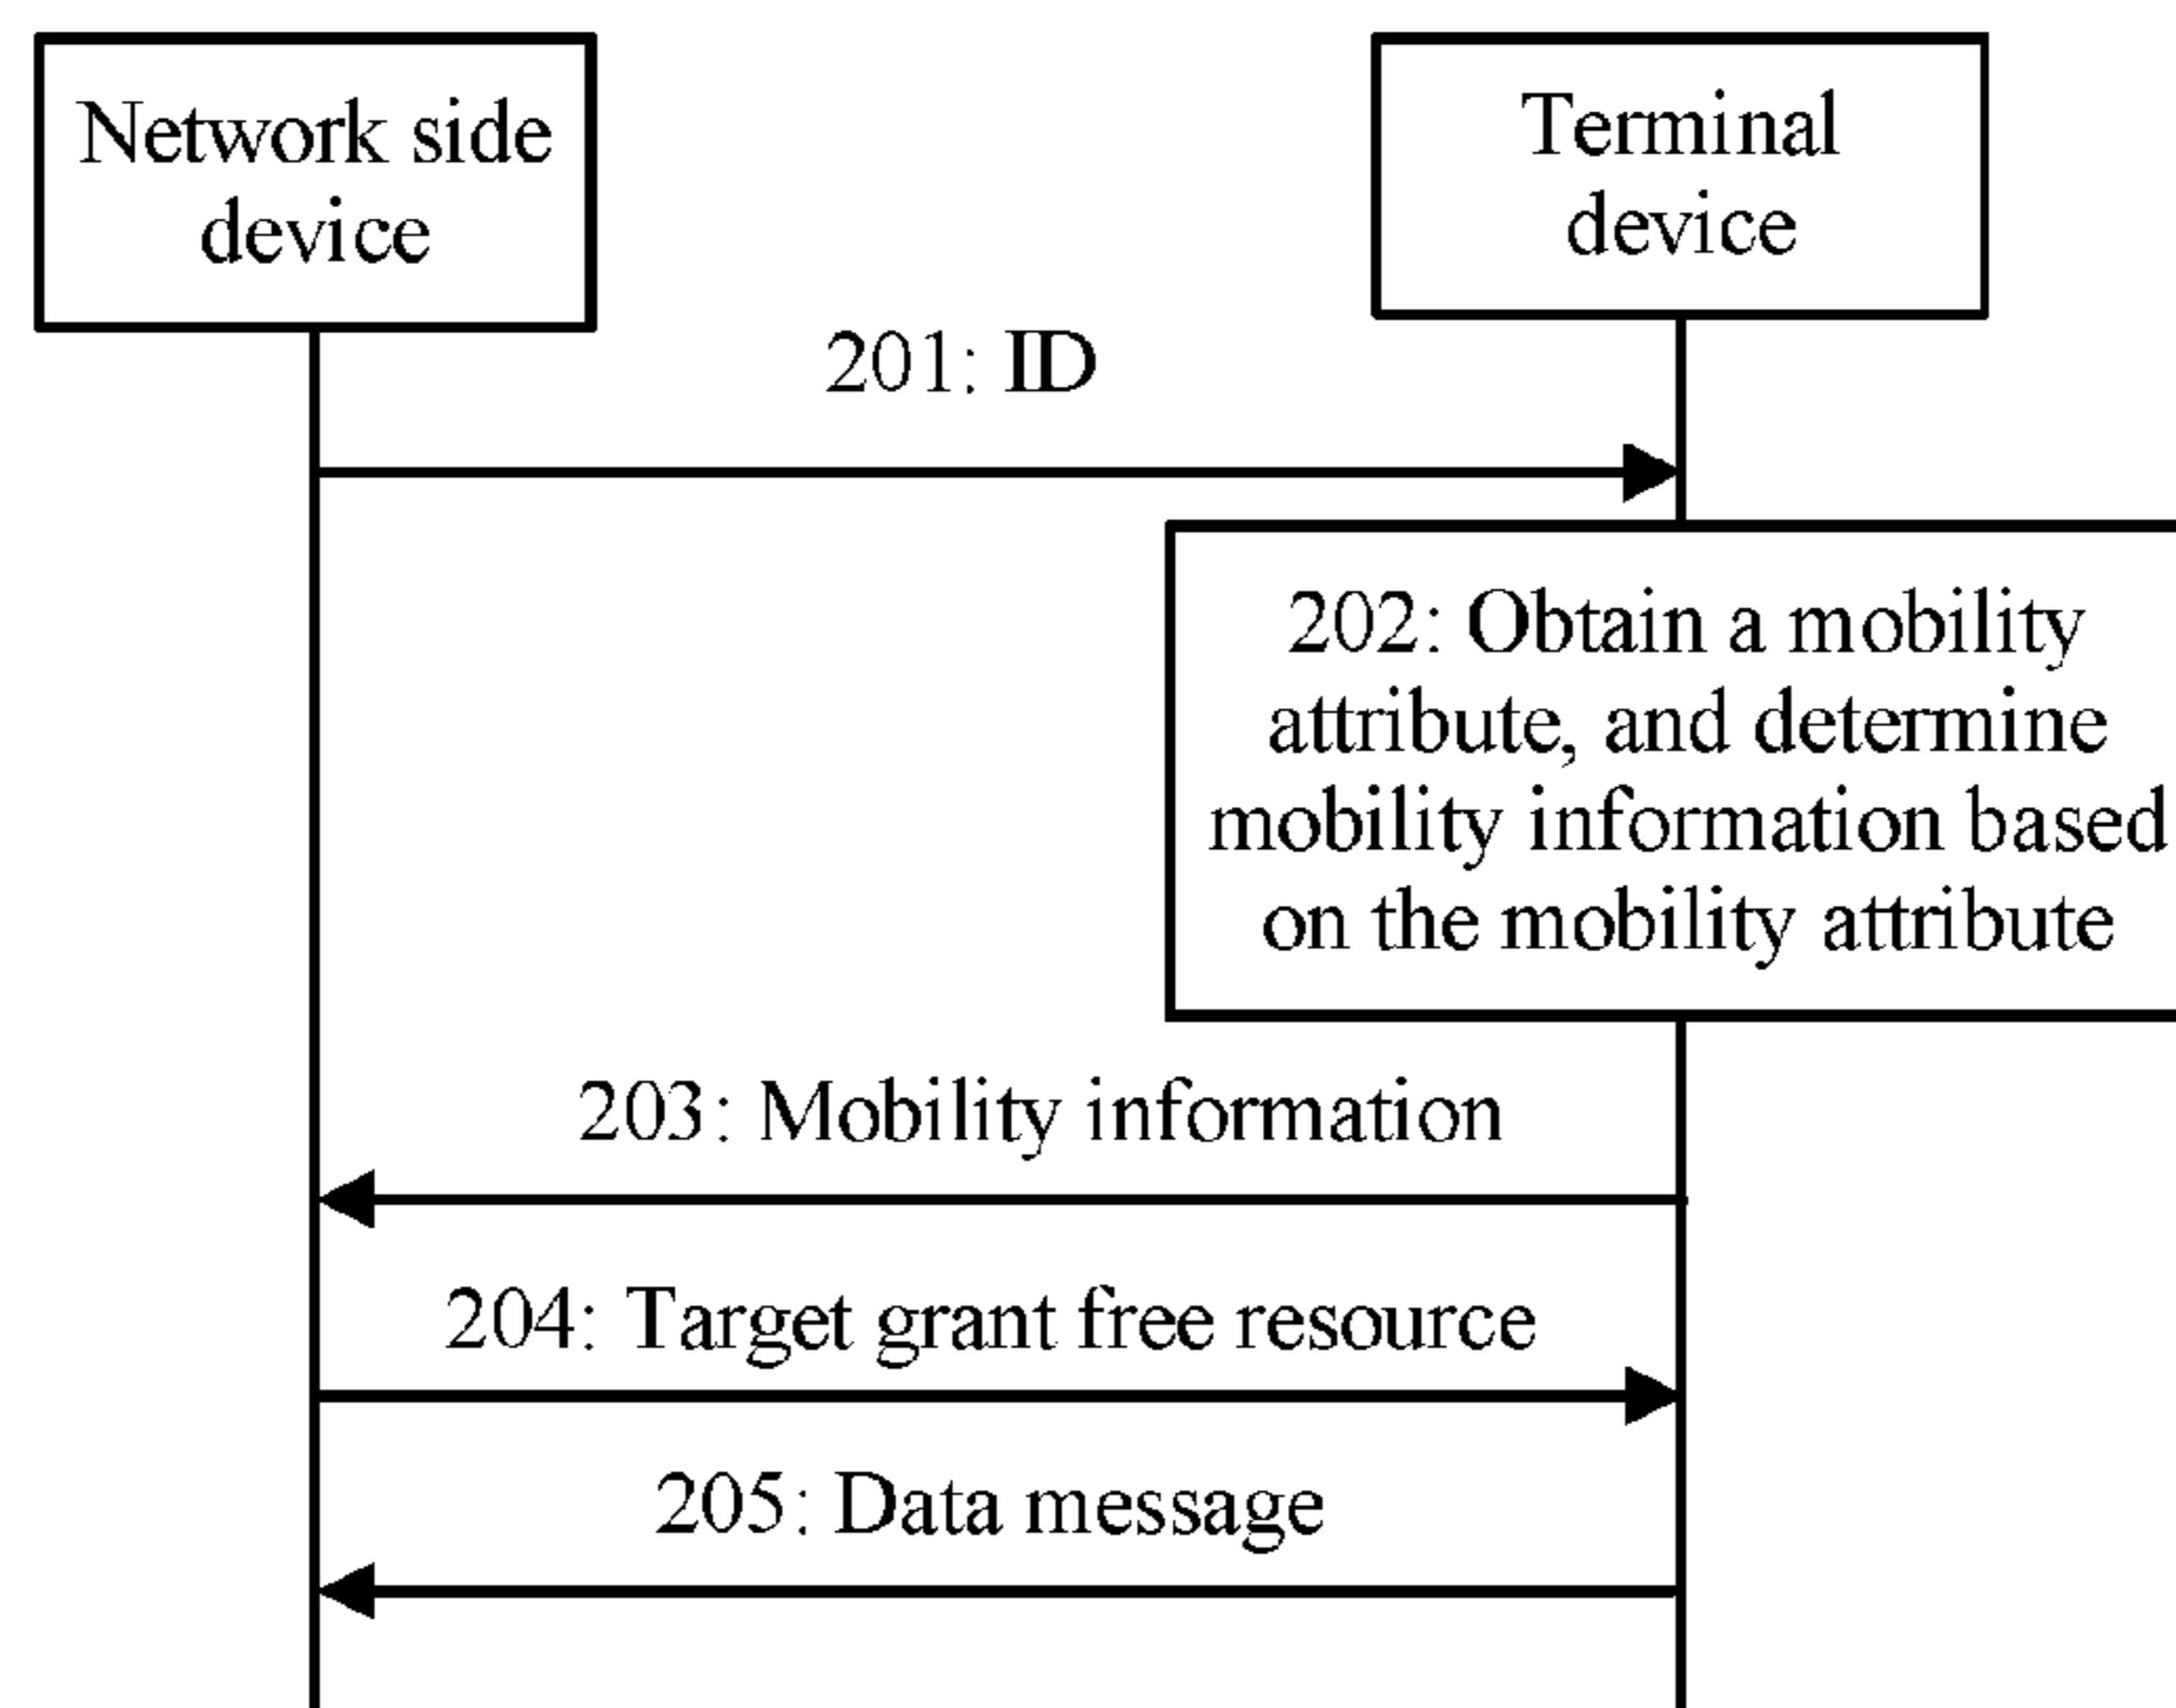 Network side
device
Terminal
device
201: ID
202: Obtain a mobility
attribute, and determine
mobility information based
on the mobility attribute
203: Mobility information
204: Target grant free resource
205: Data message